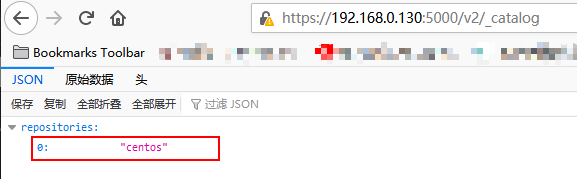 https://192.168.0.130:5000/v2/_catalog
Bookmarks Toolbar
JSON 原始数据 头
保存 复制 全部折叠 全部展开 过滤 JSON
repositories:
0: "centos"